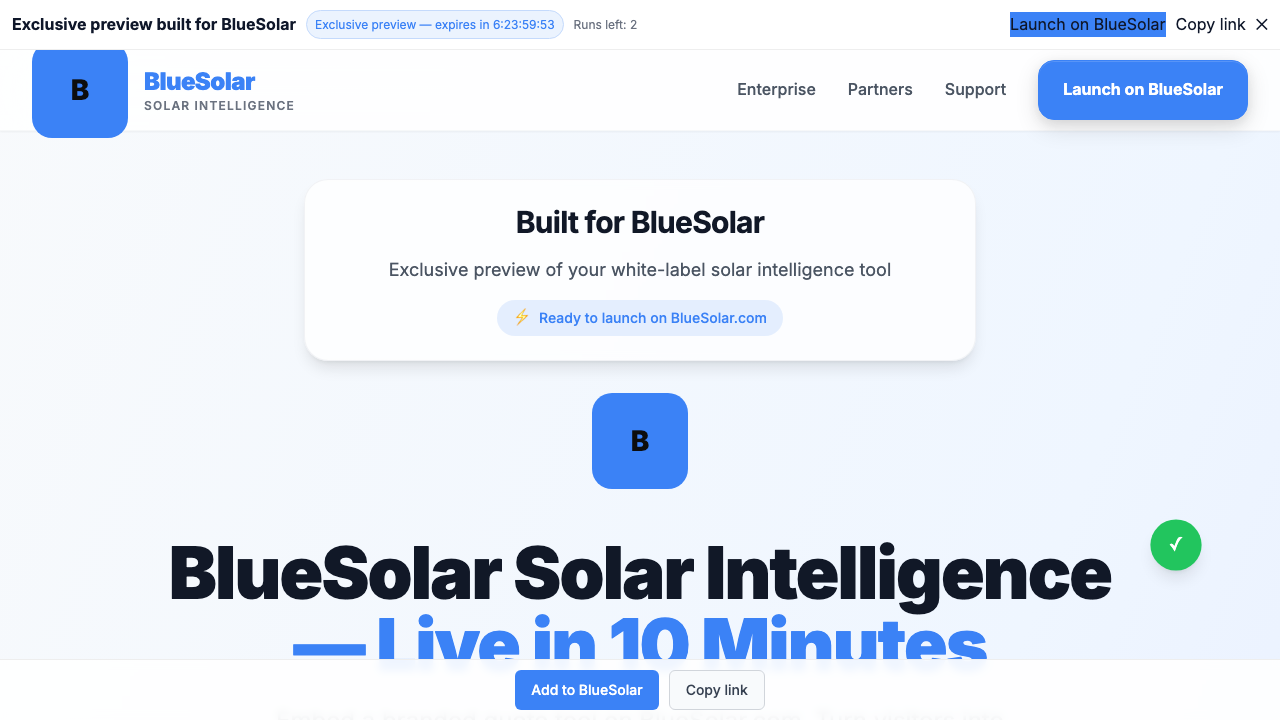 Exclusive preview built for BlueSolar
Exclusive preview — expires in 6:23:59:53
Runs left: 2
Launch on BlueSolar
Copy link
B
BlueSolar
SOLAR INTELLIGENCE
Enterprise
Partners
Support
Launch on BlueSolar
Built for BlueSolar
Exclusive preview of your white-label solar intelligence tool
Ready to launch on BlueSolar.com
B
BlueSolar Solar Intelligence
— Live in 10 Minutes
Add to BlueSolar
Copy link